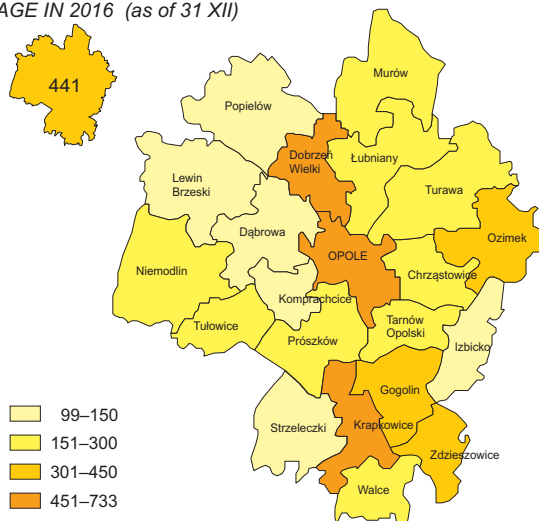 AGE IN 2016 (as of 31 XII)
441
Murów
Popielów
Dobrzeń
Wielki
Łubniany
Lewin
Brzeski
Turawa
Dąbrowa
Ozimek
OPOLE
Niemodlin
Chrząstowice
Komprachcice
Tułowice
Prószków
Tarnów
Opolski
Izbicko
Gogolin
Strzeleczki
Krapkowice
Zdzieszowice
Walce
99–150
151–300
301–450
451–733